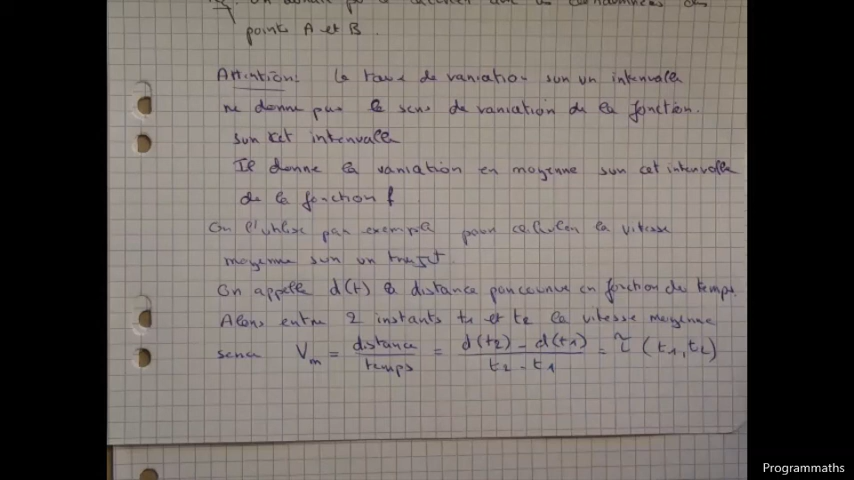 points A et B.
Attention: Le taux de variation sur un intervalle
ne donne pas le sens de variation de la fonction.
sur cet intervalle
Il donne la variation en moyenne sur cet intervalle
de la fonction f
On l'utilise par exemple pour calculer la vitesse
moyenne sur un trajet.
On appelle d(t) la distance parcourue en fonction du temps.
Alors entre 2 instants t1 et t2 la vitesse moyenne
sera Vm = distance/temps = d(t2) - d(t1)/t2 - t1 = τ (t1, t2)
Programmaths